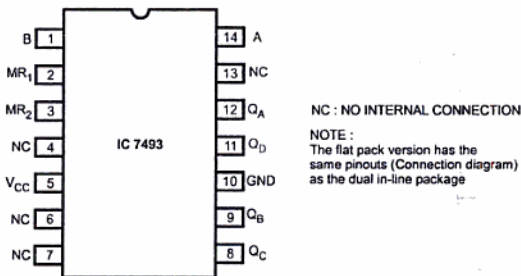 B 1 14 A
MR1 2 13 NC
MR2 3 12 QA
NC 4 IC 7493 11 QD
VCC 5 10 GND
NC 6 9 QB
NC 7 8 QC
NC : NO INTERNAL CONNECTION
NOTE :
The flat pack version has the
same pinouts (Connection diagram)
as the dual in-line package